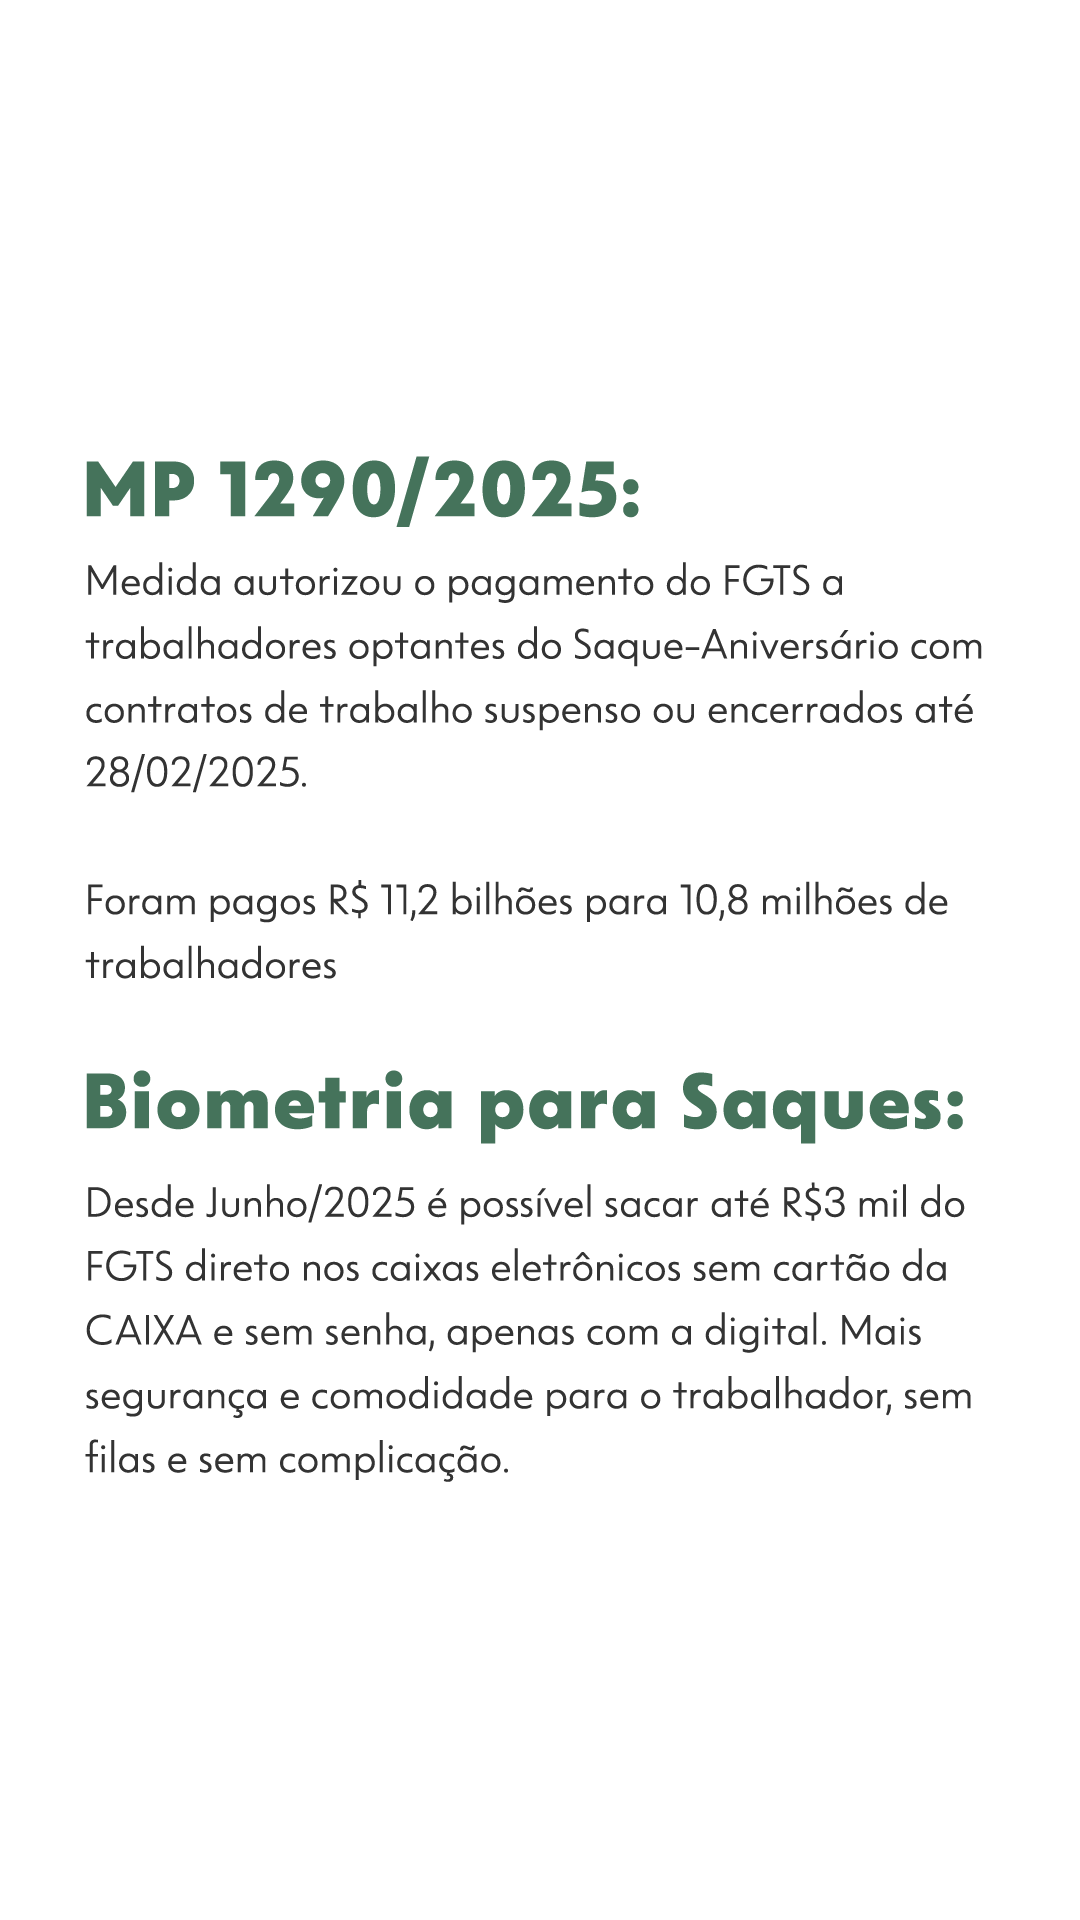 MP 1290/2025:
Medida autorizou o pagamento do FGTS a
trabalhadores optantes do Saque-Aniversário com
contratos de trabalho suspenso ou encerrados até
28/02/2025.
Foram pagos R$ 11,2 bilhões para 10,8 milhões de
trabalhadores
Biometria para Saques:
Desde Junho/2025 é possível sacar até R$3 mil do
FGTS direto nos caixas eletrônicos sem cartão da
CAIXA e sem senha, apenas com a digital. Mais
segurança e comodidade para o trabalhador, sem
filas e sem complicação.